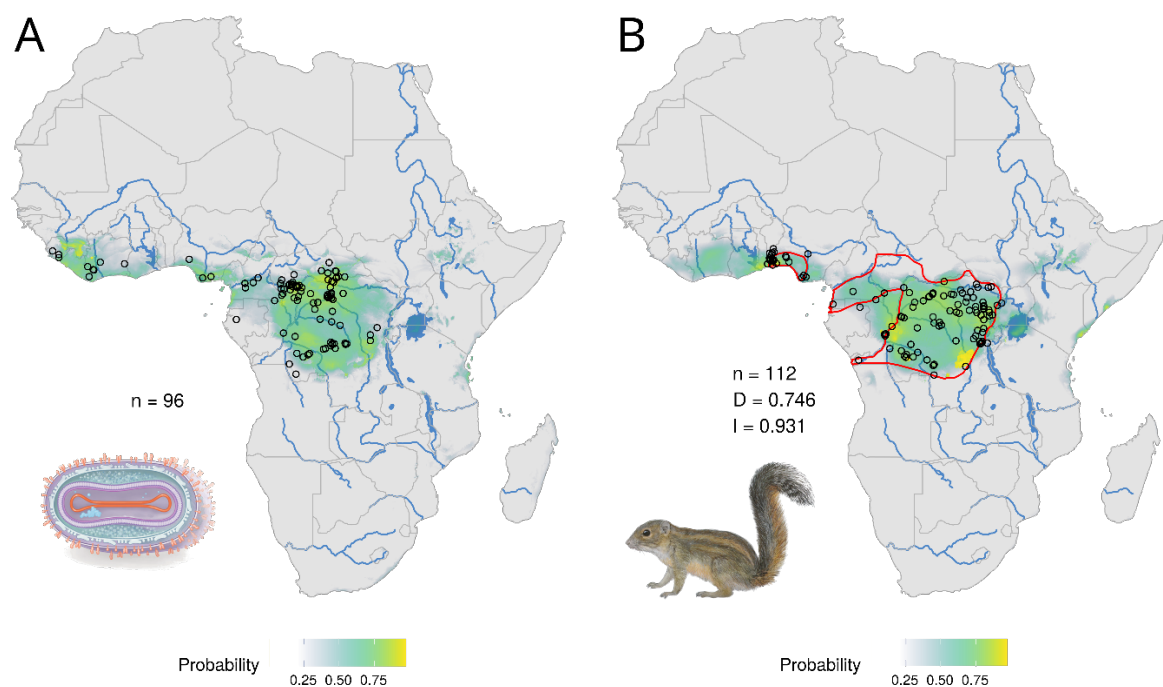 A
B
n = 96
n = 112
D = 0.746
I = 0.931
Probability
0.25 0.50 0.75
Probability
0.25 0.50 0.75